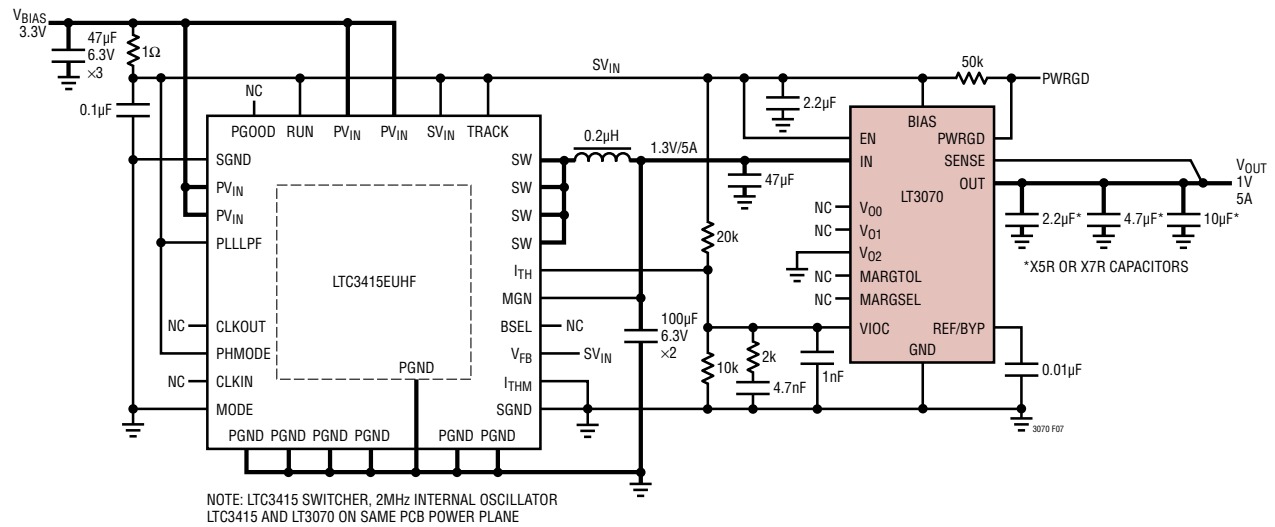 VBIAS
3.3V
47µF
6.3V
×3
1Ω
0.1µF
SVIN
50k
PWRGD
2.2µF
NC
PGOOD RUN PVIN PVIN SVIN TRACK
SGND
PVIN
PVIN
PLLLPF
NC CLKOUT
PHMODE
NC CLKIN
MODE
LTC3415EUHF
PGND
PGND PGND PGND PGND PGND PGND
SW
SW
SW
SW
ITH
MGN
BSEL NC
VFB SVIN
ITHM
SGND
0.2µH
1.3V/5A
47µF
20k
100µF
6.3V
×2
10k
2k
4.7nF
1nF
BIAS
EN
PWRGD
IN
SENSE
OUT
LT3070
NC VO0
NC VO1
VO2
NC MARGTOL
NC MARGSEL
VIOC
REF/BYP
GND
VOUT
1V
5A
2.2µF* 4.7µF* 10µF*
*X5R OR X7R CAPACITORS
0.01µF
3070 F07
NOTE: LTC3415 SWITCHER, 2MHz INTERNAL OSCILLATOR
LTC3415 AND LT3070 ON SAME PCB POWER PLANE